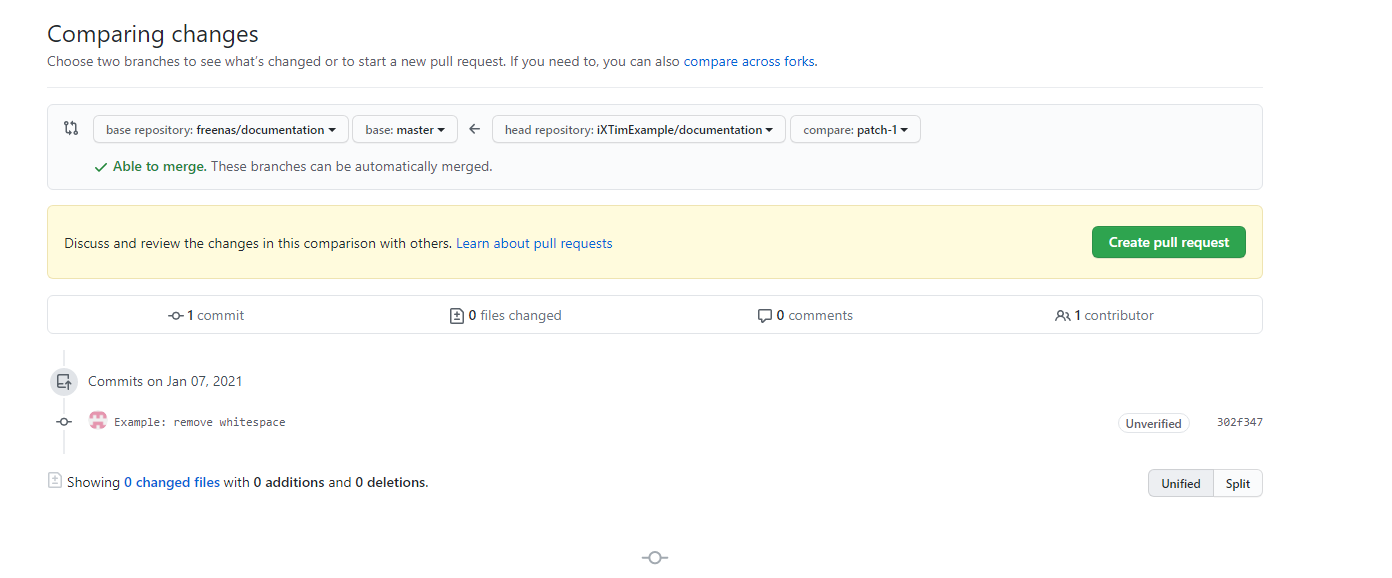 Comparing changes
Choose two branches to see what's changed or to start a new pull request. If you need to, you can also compare across forks.
base repository: freenas/documentation base: master head repository: iXTimExample/documentation compare: patch-1
Able to merge. These branches can be automatically merged.
Discuss and review the changes in this comparison with others. Learn about pull requests Create pull request
1 commit 0 files changed 0 comments 1 contributor
Commits on Jan 07, 2021
Example: remove whitespace Unverified 302f347
Showing 0 changed files with 0 additions and 0 deletions. Unified Split